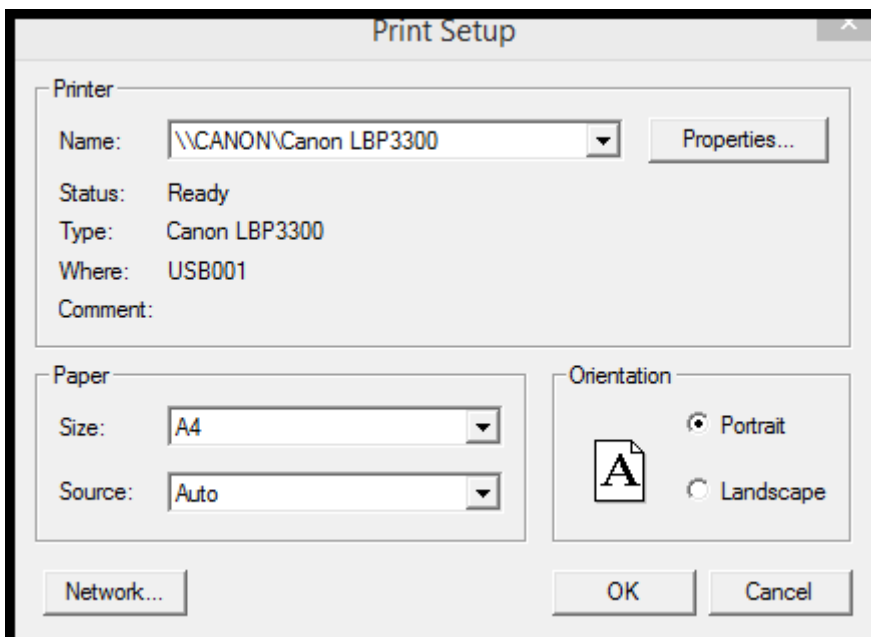 Print Setup
Printer
Name: \\CANON\Canon LBP3300 Properties...
Status: Ready
Type: Canon LBP3300
Where: USB001
Comment:
Paper
Size: A4
Source: Auto
Orientation
A
Portrait
Landscape
Network... OK Cancel